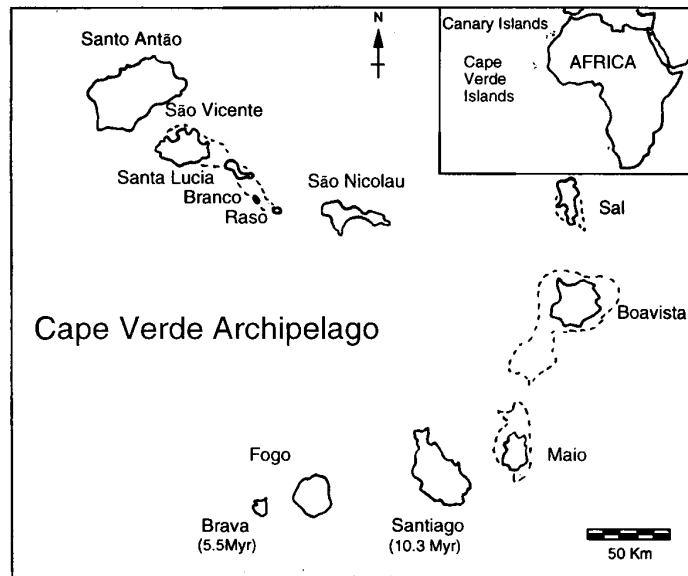 Santo Antão
N
Canary Islands
AFRICA
Cape
Verde
Islands
São Vicente
Santa Lucia
Branco
Raso
São Nicolau
Sal
Boavista
Cape Verde Archipelago
Fogo
Maio
Brava
(5.5Myr)
Santiago
(10.3 Myr)
50 Km